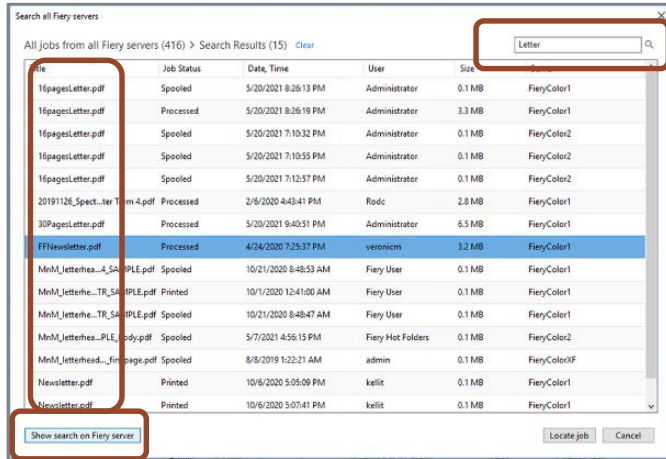 Search all Fiery servers
All jobs from all Fiery servers (416) > Search Results (15) Clear Letter
Title Job Status Date, Time User Size
16pagesLetter.pdf Spooled 5/20/2021 8:26:13 PM Administrator 0.1 MB FieryColor1
16pagesLetter.pdf Processed 5/20/2021 8:26:19 PM Administrator 3.3 MB FieryColor1
16pagesLetter.pdf Spooled 5/20/2021 7:10:32 PM Administrator 0.1 MB FieryColor2
16pagesLetter.pdf Spooled 5/20/2021 7:10:55 PM Administrator 0.1 MB FieryColor2
16pagesLetter.pdf Spooled 5/20/2021 7:12:57 PM Administrator 0.1 MB FieryColor2
20191126_Spect...ter Term 4.pdf Processed 2/6/2020 4:43:41 PM Rodc 2.8 MB FieryColor1
30PagesLetter.pdf Processed 5/20/2021 9:40:51 PM Administrator 6.5 MB FieryColor1
FFNewsletter.pdf Processed 4/24/2020 7:25:37 PM veronicm 3.2 MB FieryColor1
MnM_letterhea...4_SAMPLE.pdf Spooled 10/21/2020 8:48:53 AM Fiery User 0.1 MB FieryColor1
MnM_letterhe...TR_SAMPLE.pdf Printed 10/1/2020 12:41:00 AM Fiery User 0.1 MB FieryColor1
MnM_letterhe...TR_SAMPLE.pdf Spooled 10/21/2020 8:48:47 AM Fiery User 0.1 MB FieryColor1
MnM_letterhea...PLE_body.pdf Spooled 5/7/2021 4:56:15 PM Fiery Hot Folders 0.1 MB FieryColor2
MnM_letterhead..._firstpage.pdf Spooled 8/8/2019 1:22:21 AM admin 0.1 MB FieryColorXF
Newsletter.pdf Printed 10/6/2020 5:05:09 PM kellit 0.1 MB FieryColor1
Newsletter.pdf Printed 10/6/2020 5:07:41 PM kellit 0.1 MB FieryColor1
Show search on Fiery server Locate job Cancel